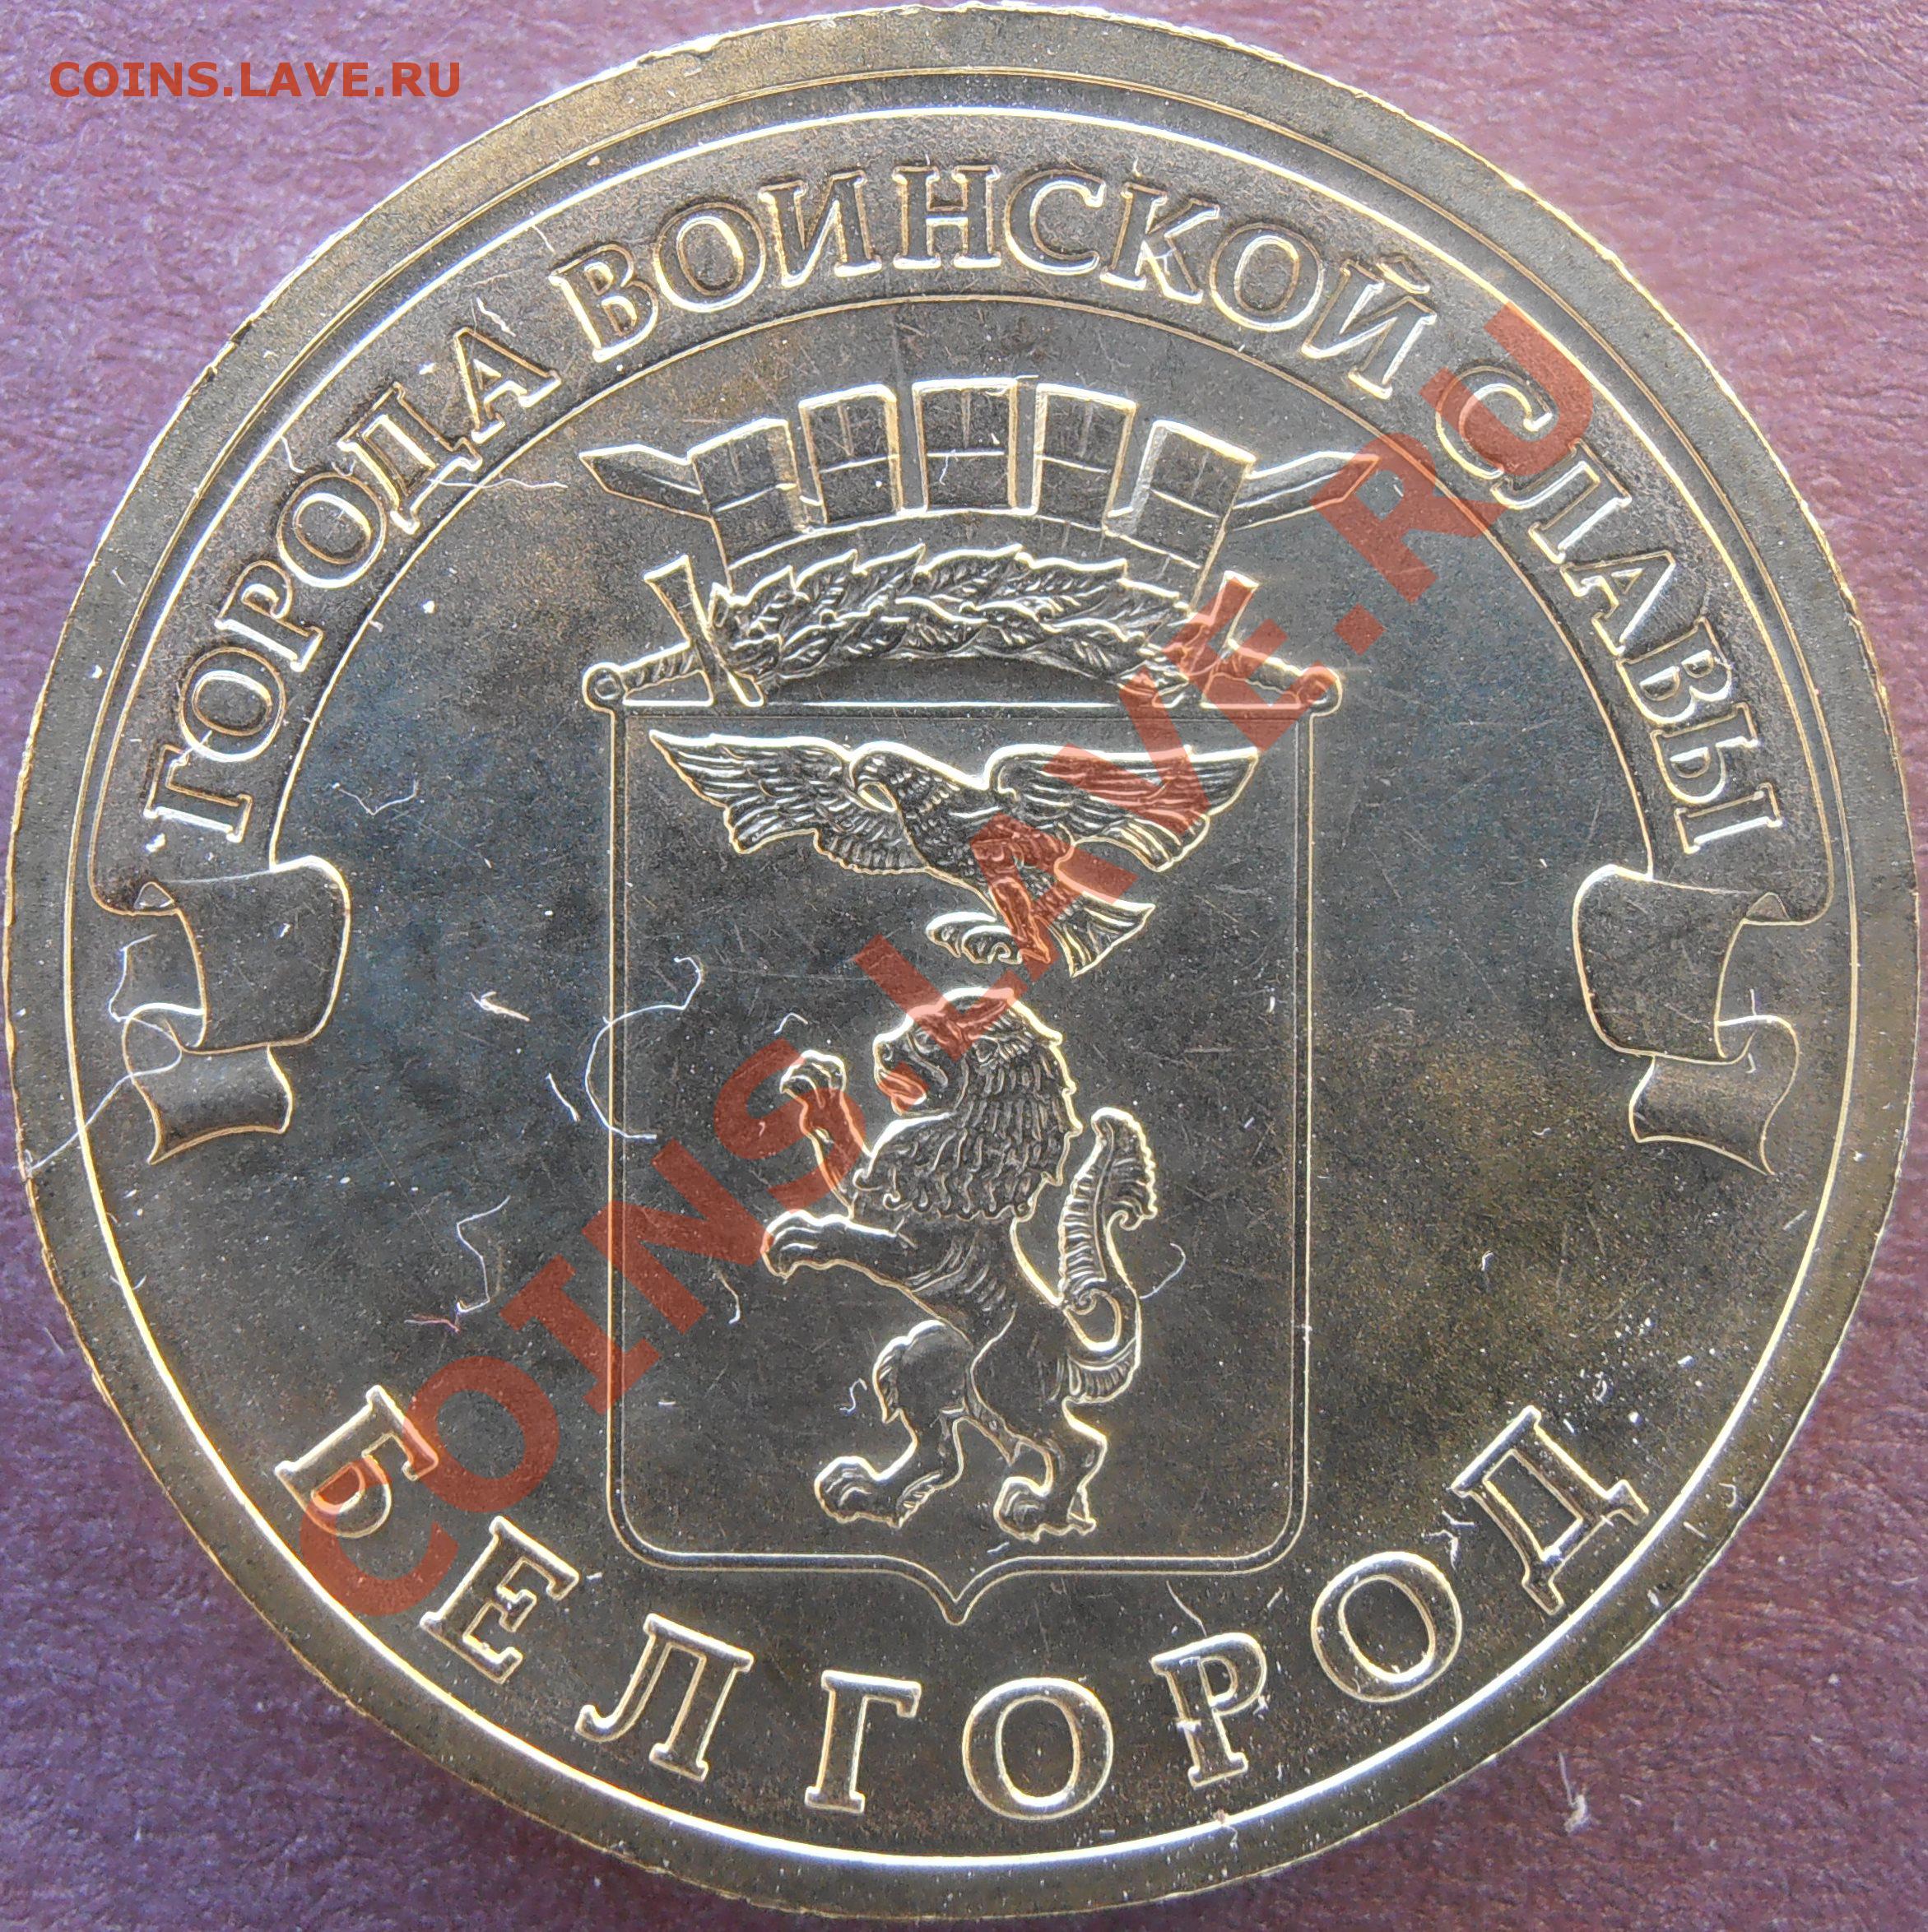 COINS.LAVE.RU
ГОРОДА ВОИНСКОЙ СЛАВЫ
COINS.LAVE.RU
БЕЛГОРОД